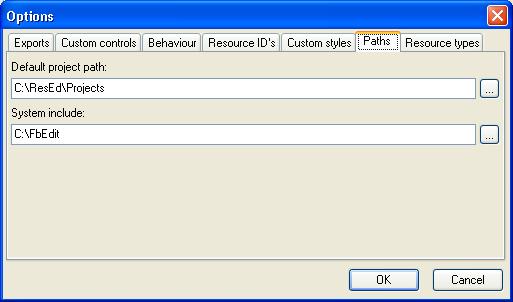 Options
Exports Custom controls Behaviour Resource ID's Custom styles Paths Resource types
Default project path:
C:\ResEd\Projects ...
System include:
C:\FbEdit ...
OK Cancel